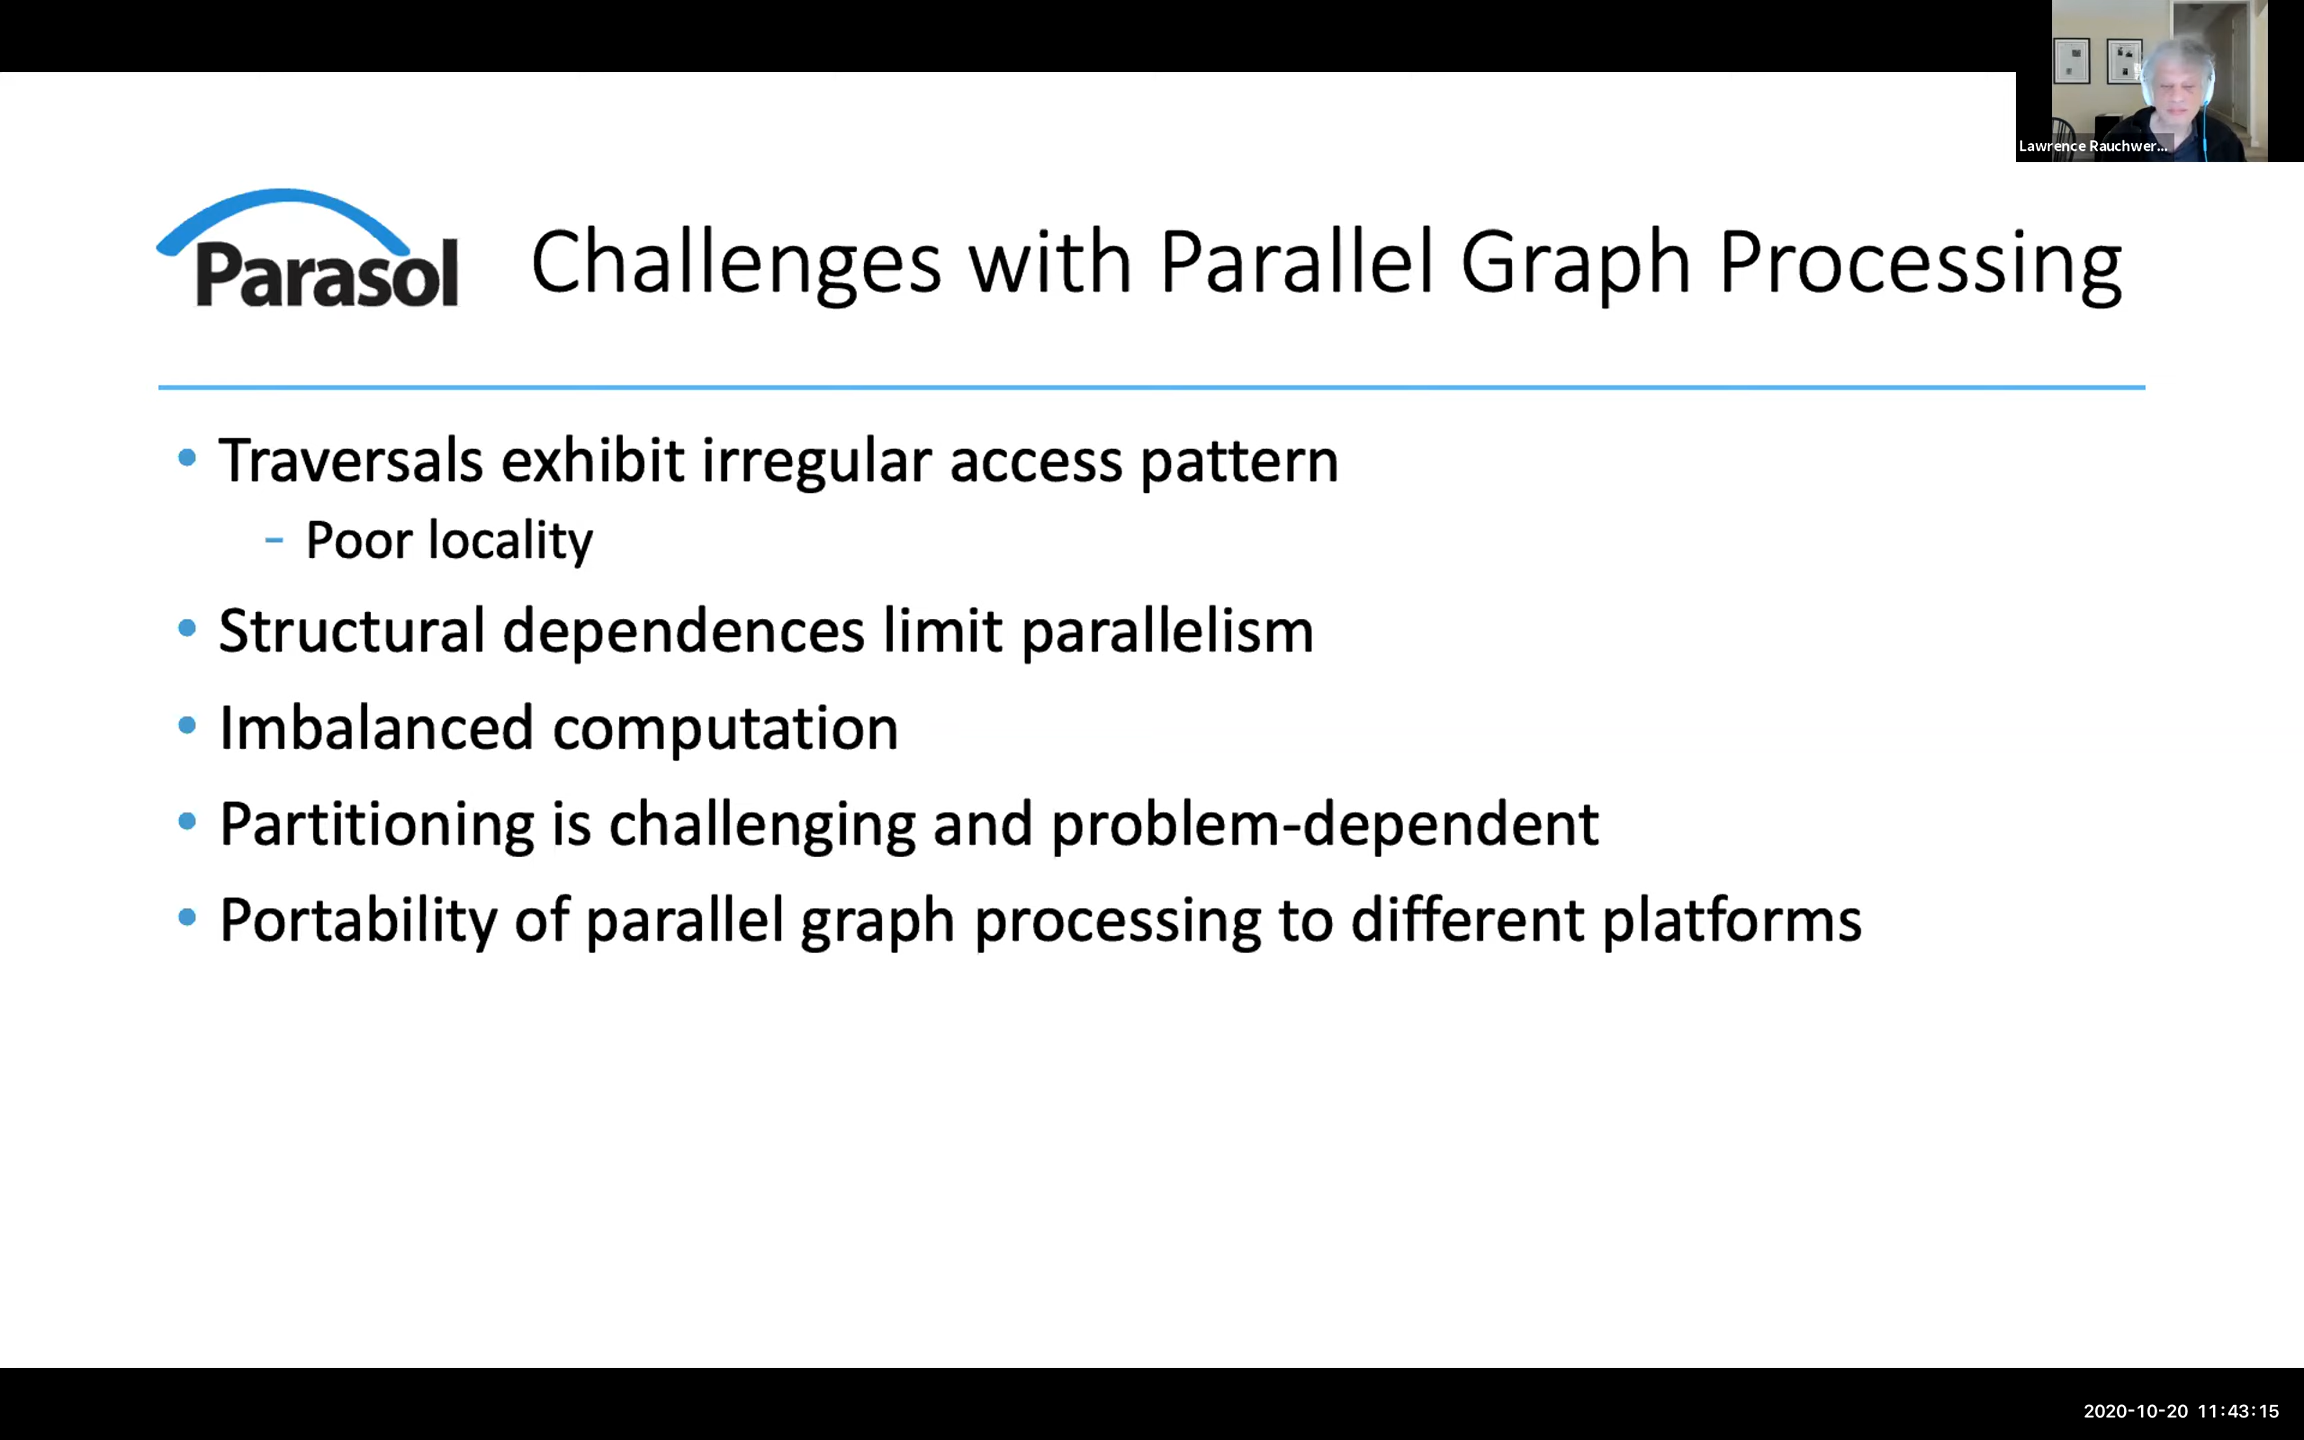 Lawrence Rauchwer...
Parasol
Challenges with Parallel Graph Processing
• Traversals exhibit irregular access pattern
- Poor locality
• Structural dependences limit parallelism
• Imbalanced computation
• Partitioning is challenging and problem-dependent
• Portability of parallel graph processing to different platforms
2020-10-20 11:43:15